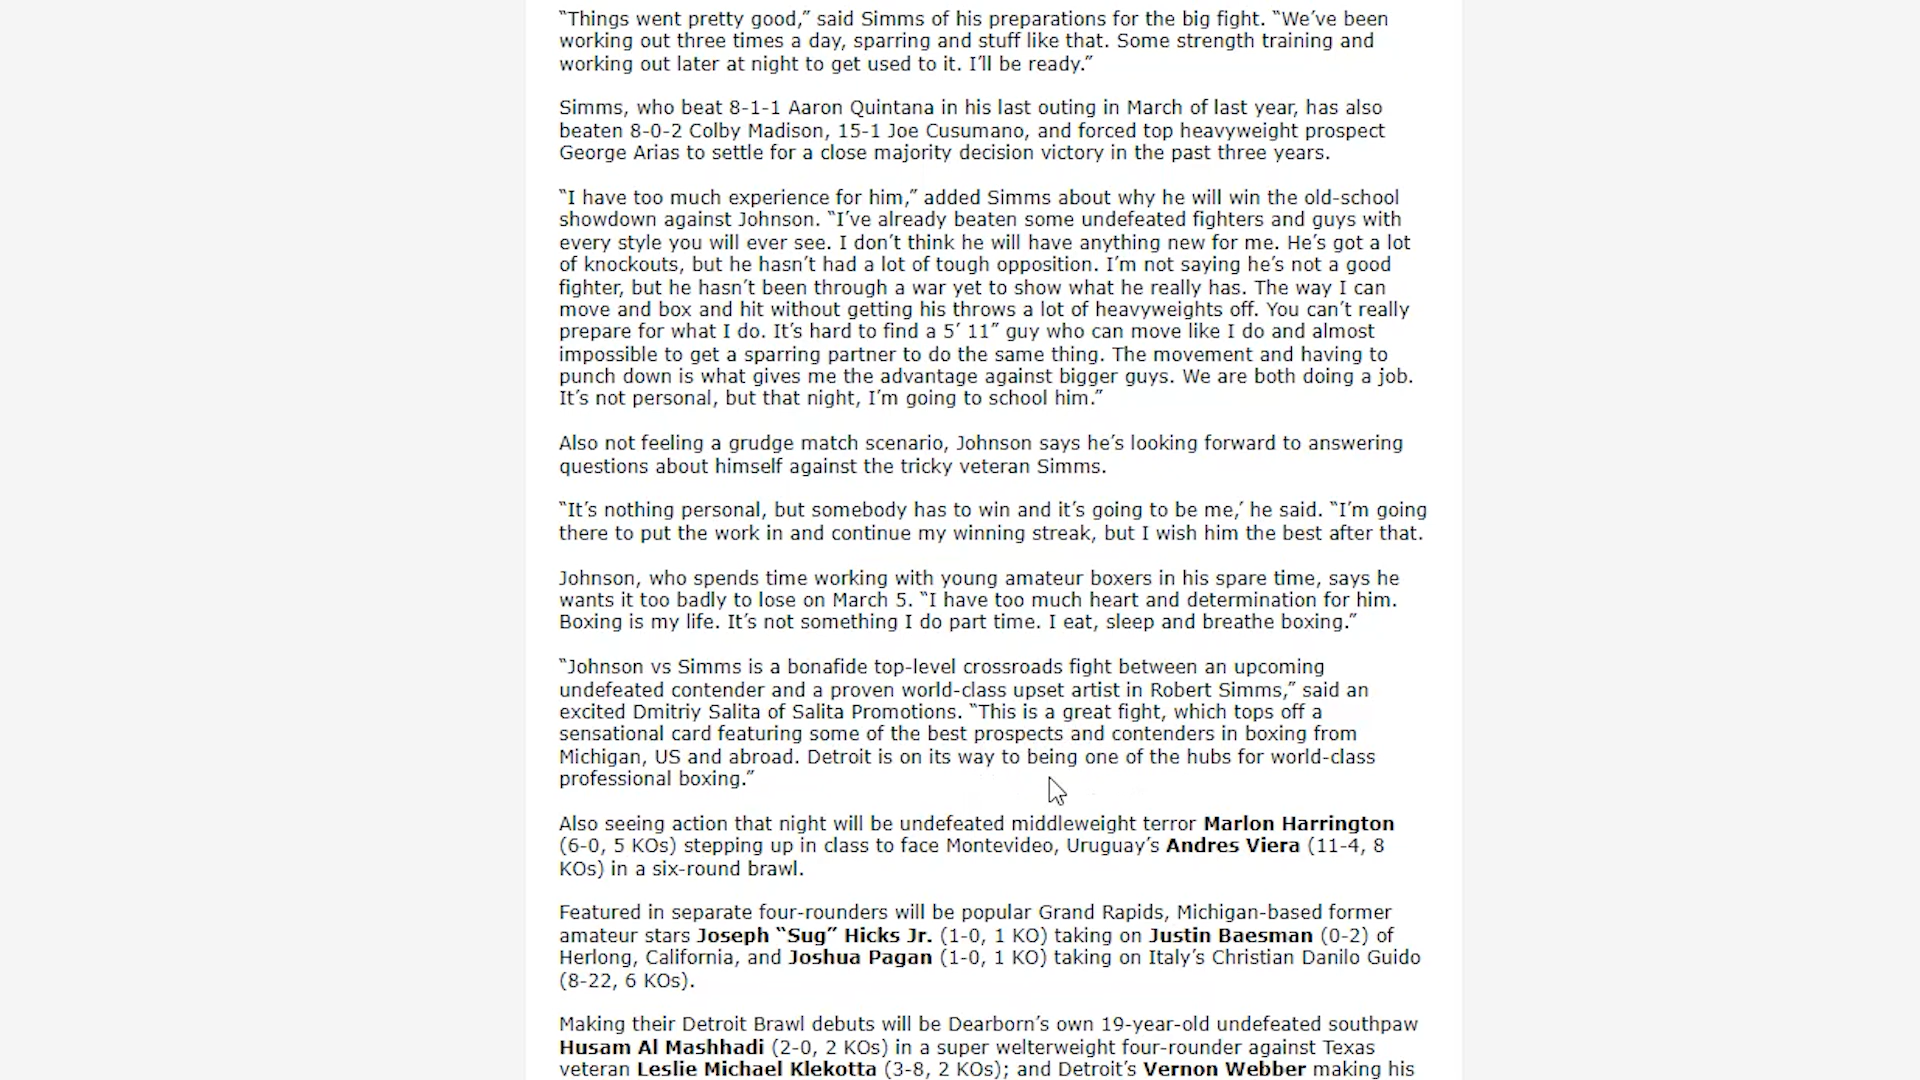 “Things went pretty good,” said Simms of his preparations for the big fight. “We’ve been
working out three times a day, sparring and stuff like that. Some strength training and
working out later at night to get used to it. I’ll be ready.”
Simms, who beat 8-1-1 Aaron Quintana in his last outing in March of last year, has also
beaten 8-0-2 Colby Madison, 15-1 Joe Cusumano, and forced top heavyweight prospect
George Arias to settle for a close majority decision victory in the past three years.
“I have too much experience for him,” added Simms about why he will win the old-school
showdown against Johnson. “I’ve already beaten some undefeated fighters and guys with
every style you will ever see. I don’t think he will have anything new for me. He’s got a lot
of knockouts, but he hasn’t had a lot of tough opposition. I’m not saying he’s not a good
fighter, but he hasn’t been through a war yet to show what he really has. The way I can
move and box and hit without getting his throws a lot of heavyweights off. You can’t really
prepare for what I do. It’s hard to find a 5′ 11″ guy who can move like I do and almost
impossible to get a sparring partner to do the same thing. The movement and having to
punch down is what gives me the advantage against bigger guys. We are both doing a job.
It’s not personal, but that night, I’m going to school him.”
Also not feeling a grudge match scenario, Johnson says he’s looking forward to answering
questions about himself against the tricky veteran Simms.
“It’s nothing personal, but somebody has to win and it’s going to be me,’ he said. “I’m going
there to put the work in and continue my winning streak, but I wish him the best after that.
Johnson, who spends time working with young amateur boxers in his spare time, says he
wants it too badly to lose on March 5. “I have too much heart and determination for him.
Boxing is my life. It’s not something I do part time. I eat, sleep and breathe boxing.”
“Johnson vs Simms is a bonafide top-level crossroads fight between an upcoming
undefeated contender and a proven world-class upset artist in Robert Simms,” said an
excited Dmitriy Salita of Salita Promotions. “This is a great fight, which tops off a
sensational card featuring some of the best prospects and contenders in boxing from
Michigan, US and abroad. Detroit is on its way to being one of the hubs for world-class
professional boxing.”
Also seeing action that night will be undefeated middleweight terror Marlon Harrington
(6-0, 5 KOs) stepping up in class to face Montevideo, Uruguay’s Andres Viera (11-4, 8
KOs) in a six-round brawl.
Featured in separate four-rounders will be popular Grand Rapids, Michigan-based former
amateur stars Joseph “Sug” Hicks Jr. (1-0, 1 KO) taking on Justin Baesman (0-2) of
Herlong, California, and Joshua Pagan (1-0, 1 KO) taking on Italy’s Christian Danilo Guido
(8-22, 6 KOs).
Making their Detroit Brawl debuts will be Dearborn’s own 19-year-old undefeated southpaw
Husam Al Mashhadi (2-0, 2 KOs) in a super welterweight four-rounder against Texas
veteran Leslie Michael Klekotta (3-8, 2 KOs); and Detroit’s Vernon Webber making his